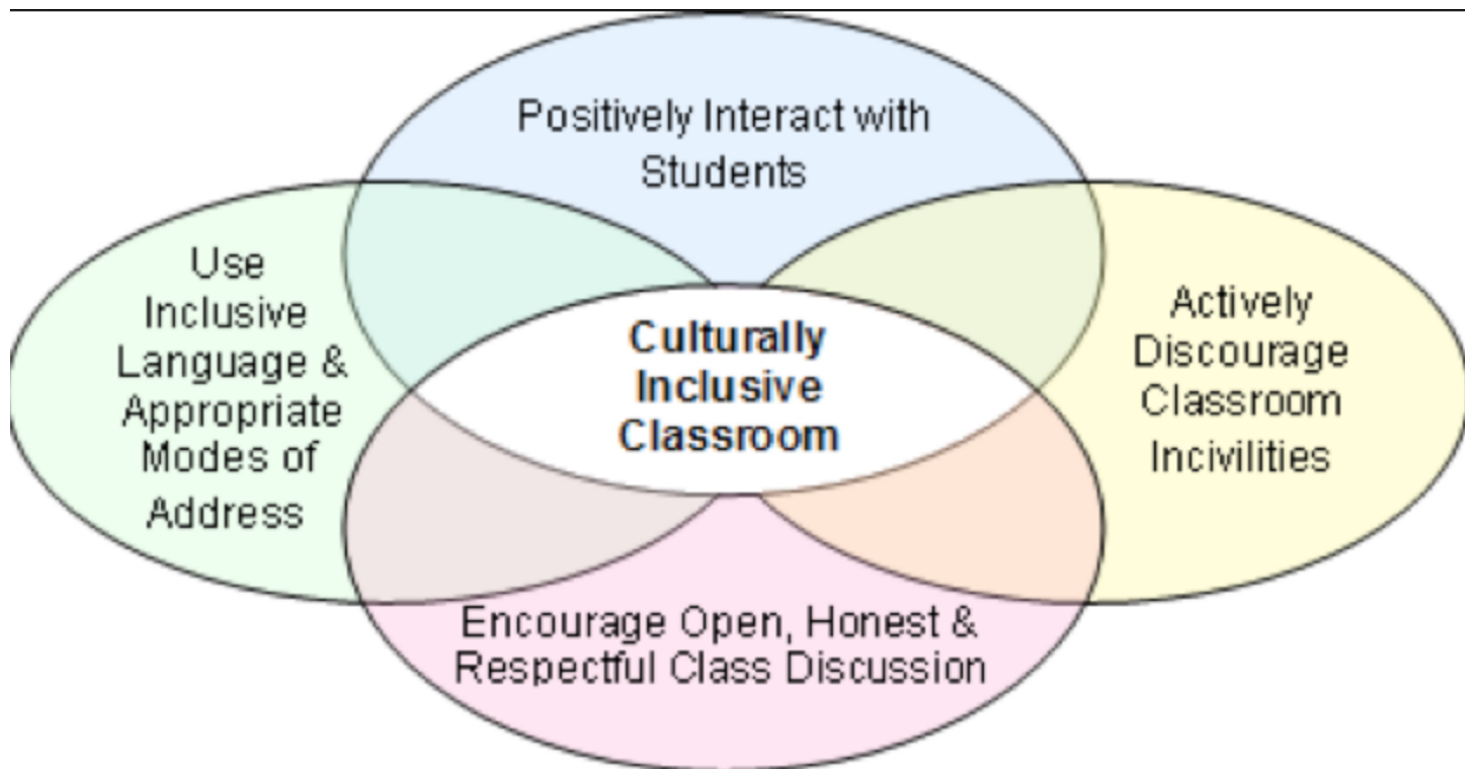 Positively Interact with
Students
Use
Inclusive
Language &
Appropriate
Modes of
Address
Culturally
Inclusive
Classroom
Actively
Discourage
Classroom
Incivilities
Encourage Open, Honest &
Respectful Class Discussion